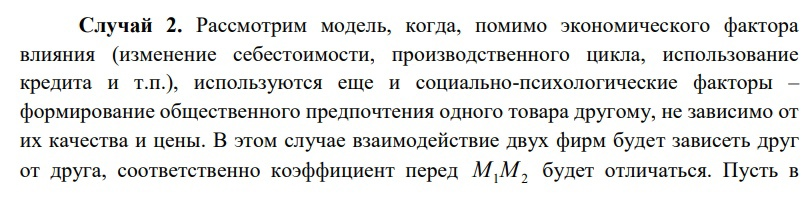 Случай 2. Рассмотрим модель, когда, помимо экономического фактора
влияния (изменение себестоимости, производственного цикла, использование
кредита и т.п.), используются еще и социально-психологические факторы –
формирование общественного предпочтения одного товара другому, не зависимо от
их качества и цены. В этом случае взаимодействие двух фирм будет зависеть друг
от друга, соответственно коэффициент перед M₁M₂ будет отличаться. Пусть в